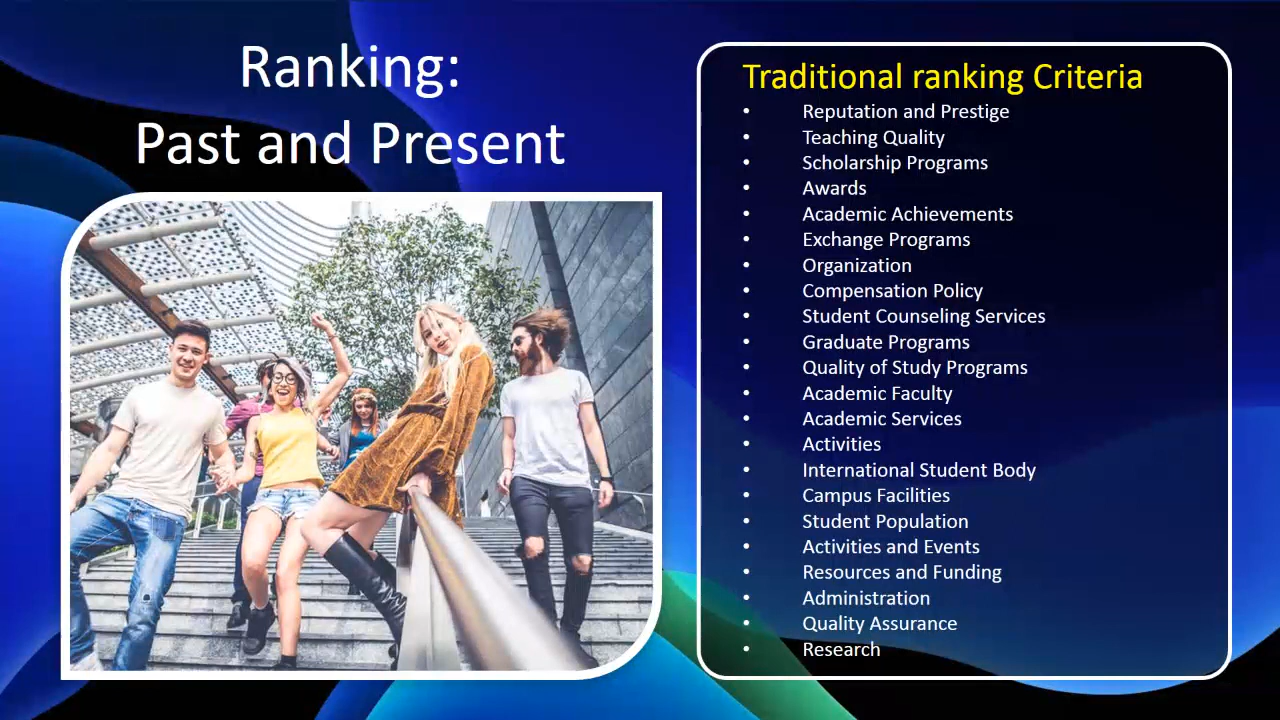 Ranking:
Past and Present
Traditional ranking Criteria
• Reputation and Prestige
• Teaching Quality
• Scholarship Programs
• Awards
• Academic Achievements
• Exchange Programs
• Organization
• Compensation Policy
• Student Counseling Services
• Graduate Programs
• Quality of Study Programs
• Academic Faculty
• Academic Services
• Activities
• International Student Body
• Campus Facilities
• Student Population
• Activities and Events
• Resources and Funding
• Administration
• Quality Assurance
• Research